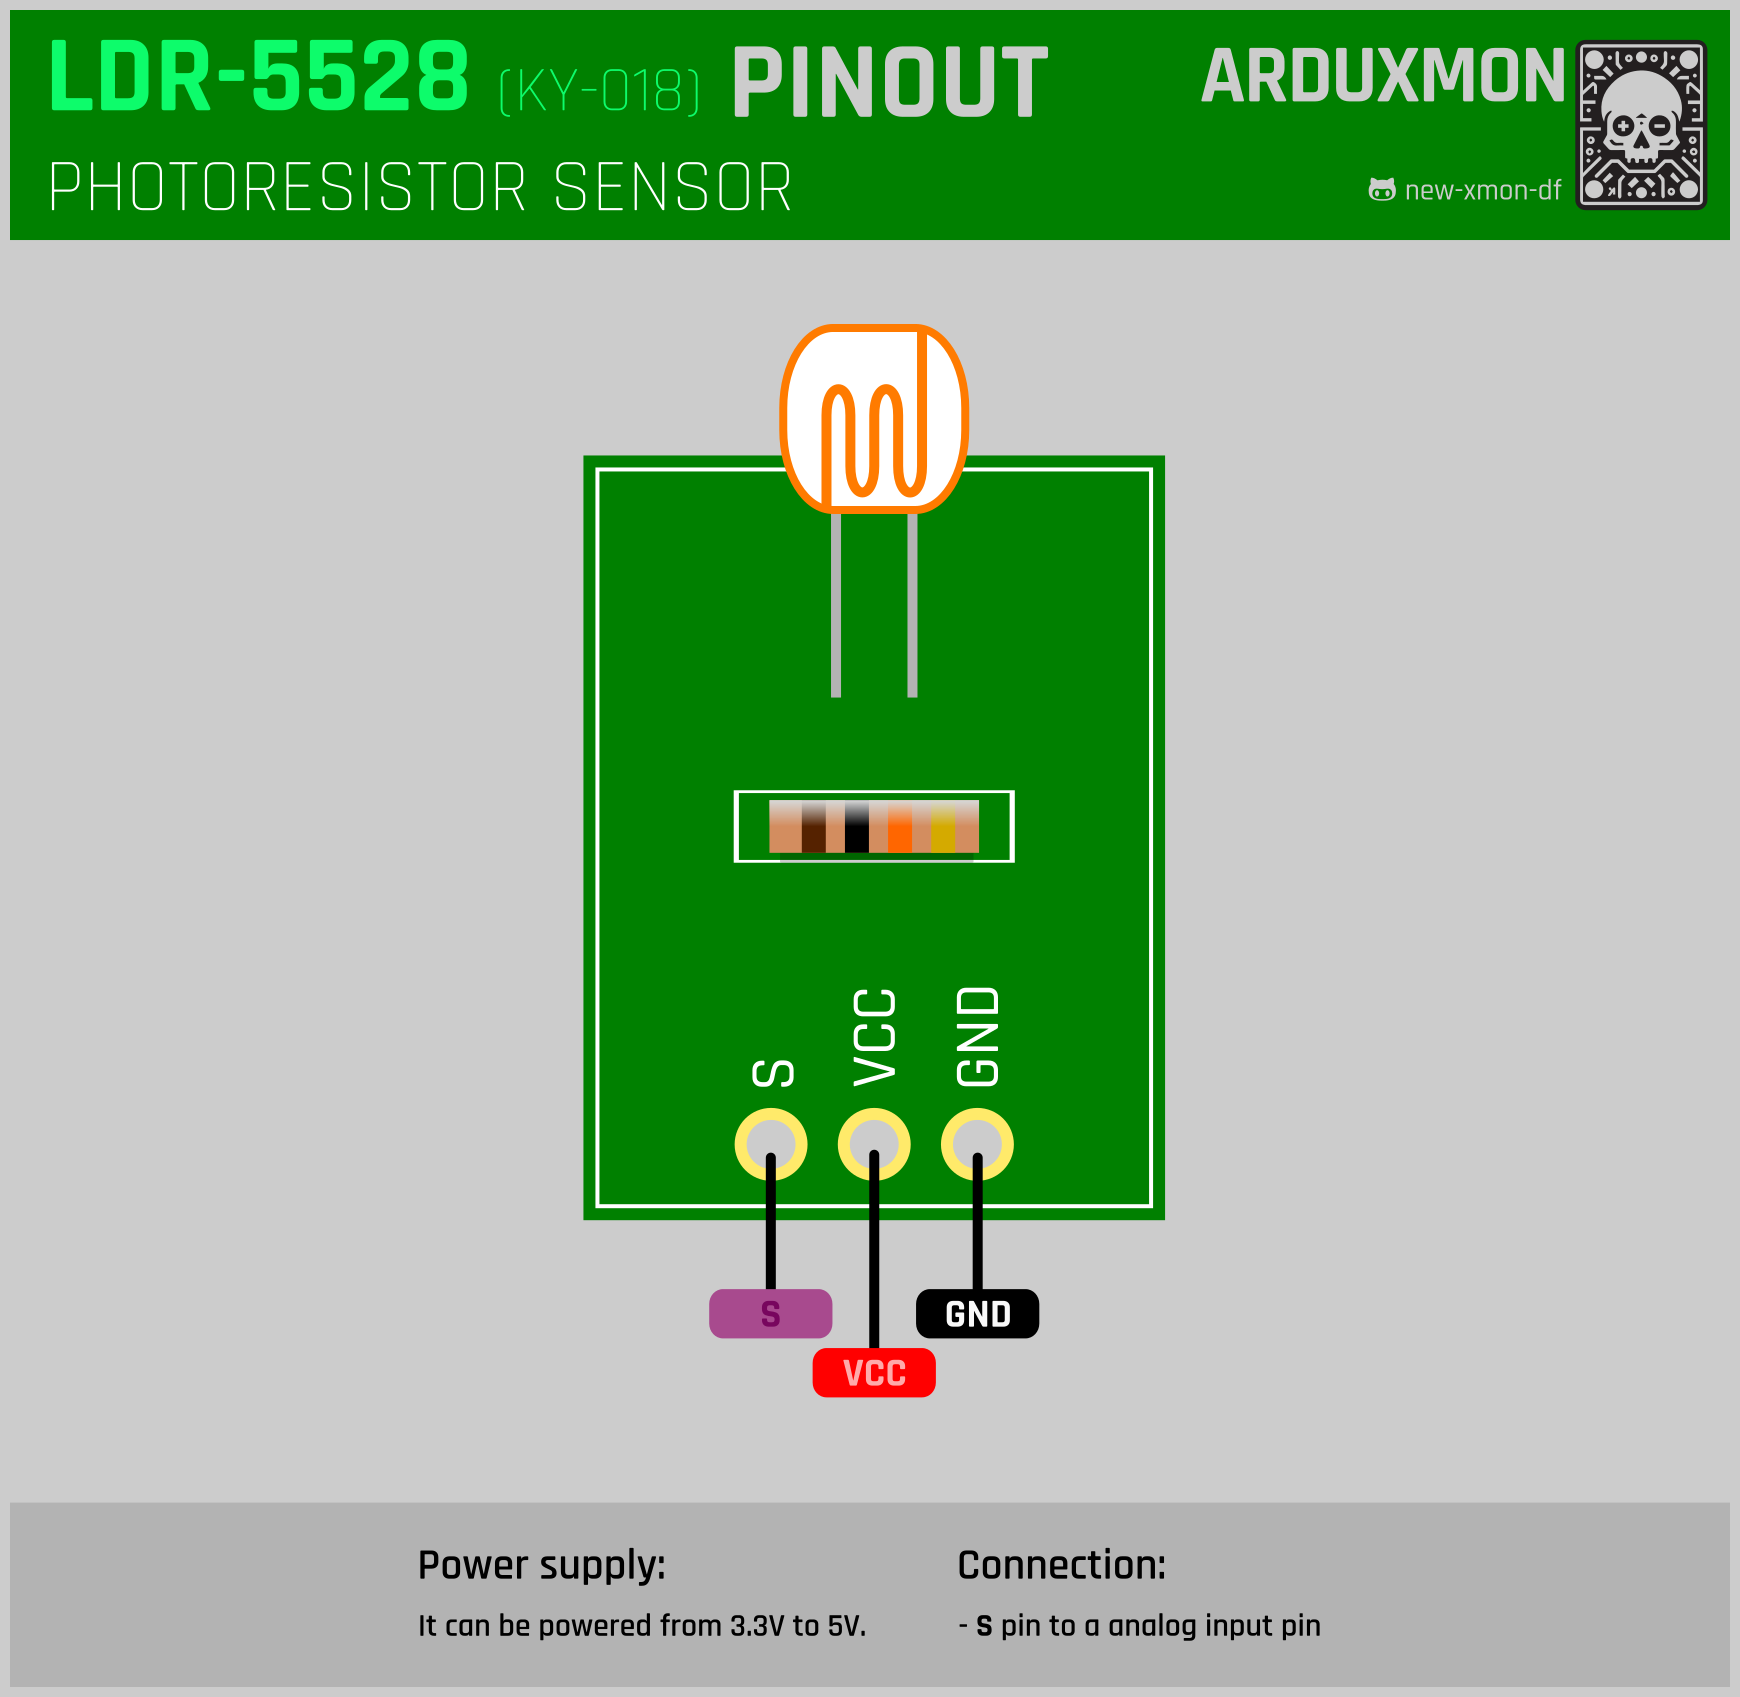 LDR-5528 (KY-018) PINOUT
PHOTORESISTOR SENSOR
ARDUXMON
new-xmon-df
S
VCC
GND
S
GND
VCC
Power supply:
It can be powered from 3.3V to 5V.
Connection:
- S pin to a analog input pin